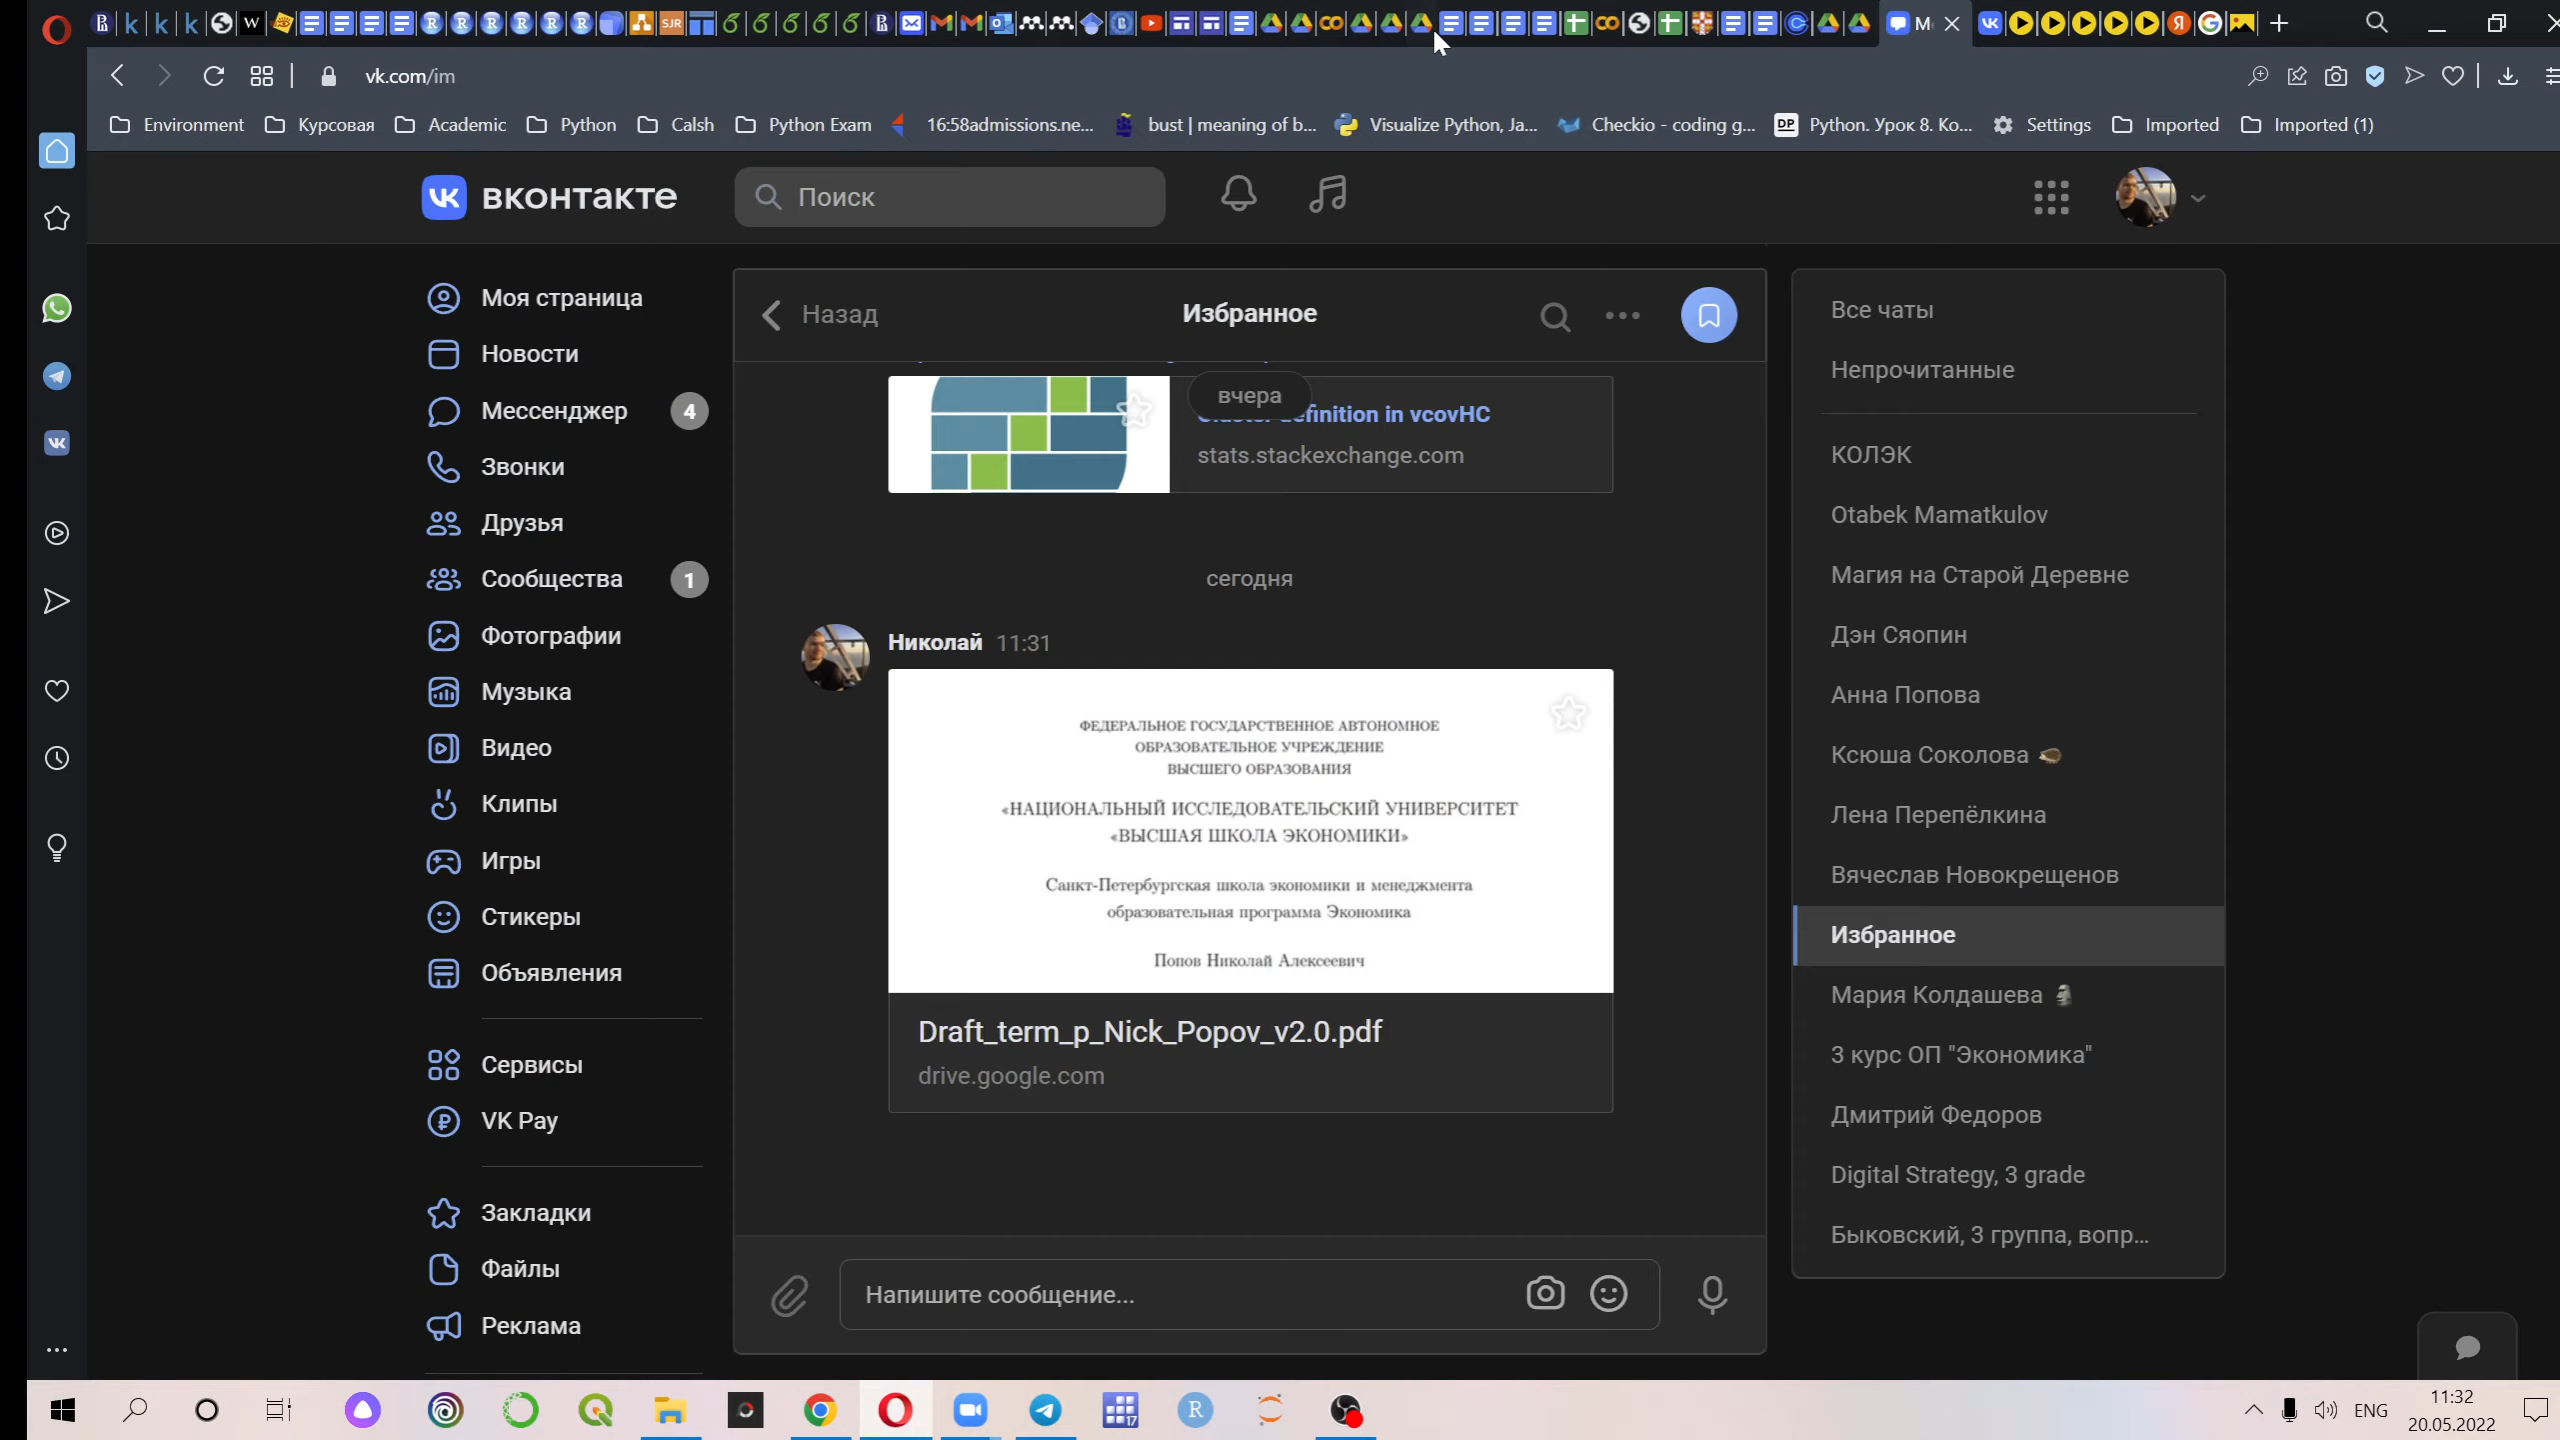 М
vk.com/im
Environment
Курсовая
Academic
Python
Calsh
Python Exam
16:58admissions.ne...
bust | meaning of b...
Visualize Python, Ja...
Checkio - coding g...
DP
Python. Урок 8. Ко...
Settings
Imported
Imported (1)
вконтакте
Поиск
Моя страница
Новости
Мессенджер 4
Звонки
Друзья
Сообщества 1
Фотографии
Музыка
Видео
Клипы
Игры
Стикеры
Объявления
Сервисы
VK Pay
Закладки
Файлы
Реклама
Назад
Избранное
вчера
definition in vcovHC
stats.stackexchange.com
сегодня
Николай 11:31
ФЕДЕРАЛЬНОЕ ГОСУДАРСТВЕННОЕ АВТОНОМНОЕ
ОБРАЗОВАТЕЛЬНОЕ УЧРЕЖДЕНИЕ
ВЫСШЕГО ОБРАЗОВАНИЯ
«НАЦИОНАЛЬНЫЙ ИССЛЕДОВАТЕЛЬСКИЙ УНИВЕРСИТЕТ
«ВЫСШАЯ ШКОЛА ЭКОНОМИКИ»
Санкт-Петербургская школа экономики и менеджмента
образовательная программа Экономика
Попов Николай Алексеевич
Draft_term_p_Nick_Popov_v2.0.pdf
drive.google.com
Напишите сообщение...
Все чаты
Непрочитанные
КОЛЭК
Otabek Mamatkulov
Магия на Старой Деревне
Дэн Сяопин
Анна Попова
Ксюша Соколова
Лена Перепёлкина
Вячеслав Новокрещенов
Избранное
Мария Колдашева
3 курс ОП "Экономика"
Дмитрий Федоров
Digital Strategy, 3 grade
Быковский, 3 группа, вопр...
17
ENG
11:32
20.05.2022